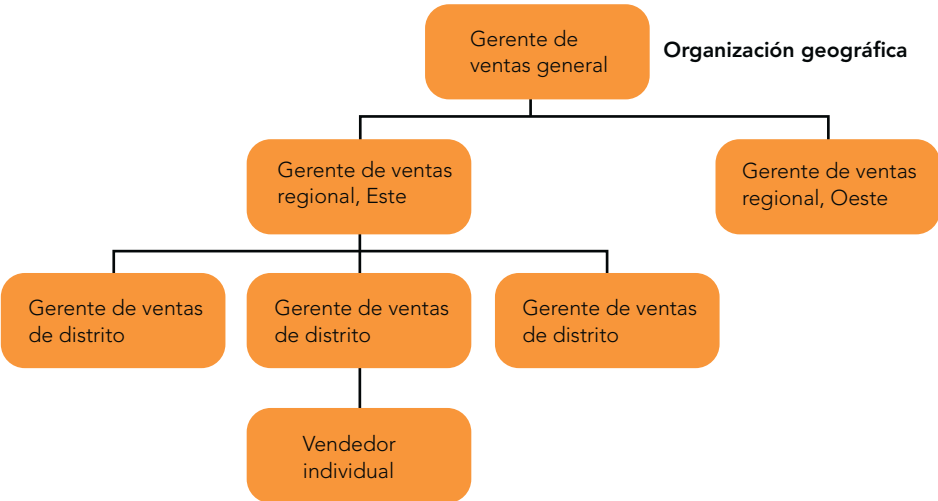 Gerente de
ventas general
Organización geográfica
Gerente de ventas
regional, Este
Gerente de ventas
regional, Oeste
Gerente de ventas
de distrito
Gerente de ventas
de distrito
Gerente de ventas
de distrito
Vendedor
individual